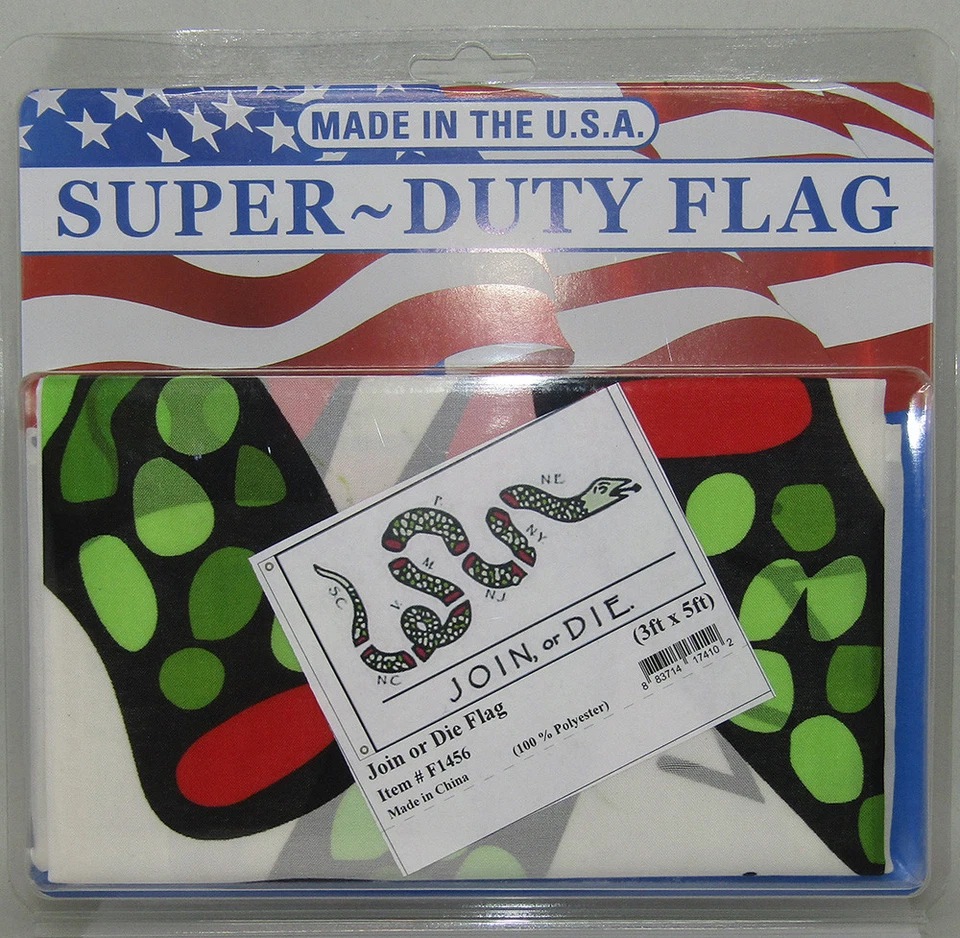 MADE IN THE U.S.A.
SUPER~DUTY FLAG
NE
P.
NY
M
NJ
V
SC
NC
JOIN, or DIE.
(3ft x 5ft)
8 83714 17410 2
Join or Die Flag
Item # F1456
(100 % Polyester)
Made in China